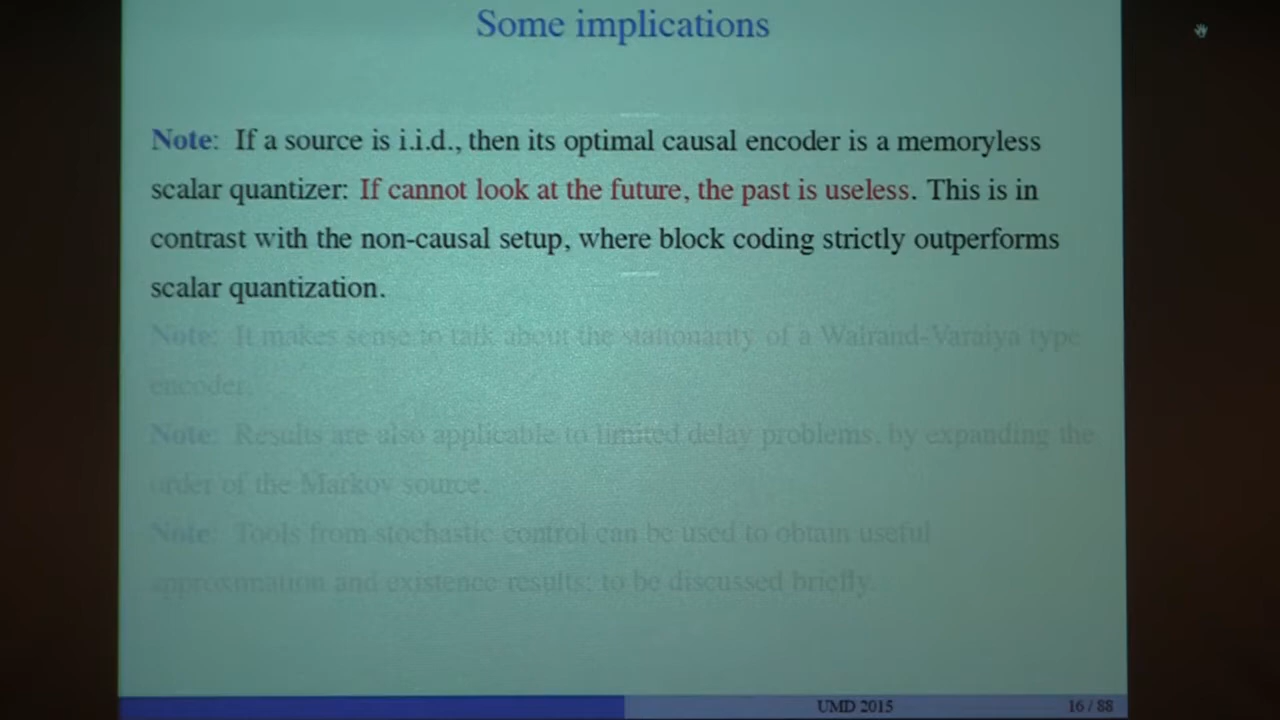 Some implications
Note: If a source is i.i.d., then its optimal causal encoder is a memoryless
scalar quantizer: If cannot look at the future, the past is useless. This is in
contrast with the non-causal setup, where block coding strictly outperforms
scalar quantization.
Note: It makes sense to talk about the stationarity of a Walrand-Varaiya type
encoder.
Note: Results are also applicable to limited delay problems, by expanding the
order of the Markov source.
Note: Tools from stochastic control can be used to obtain useful
approximation and existence results; to be discussed briefly.
UMD 2015
16 / 88